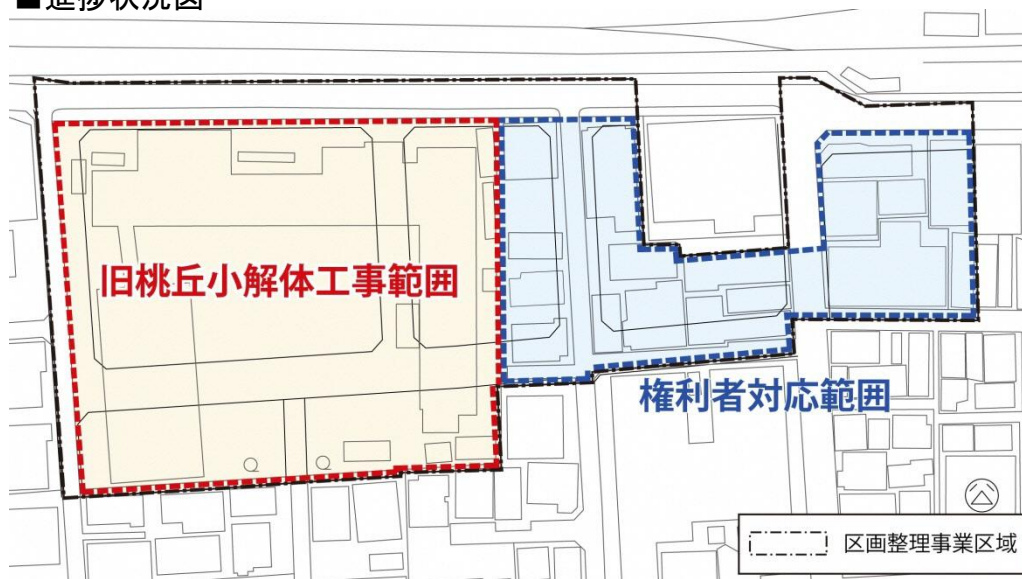 ■進捗状況図
旧桃丘小解体工事範囲
権利者対応範囲
区画整理事業区域